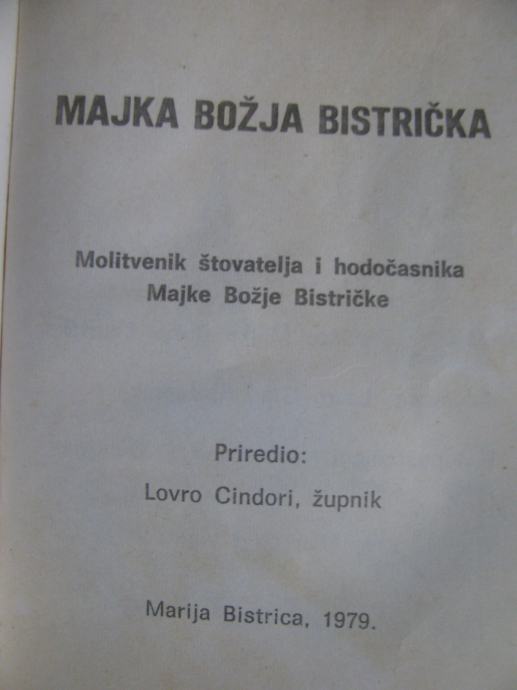 MAJKA BOŽJA BISTRIČKA
Molitvenik štovatelja i hodočasnika
Majke Božje Bistričke
Priredio:
Lovro Cindori, župnik
Marija Bistrica, 1979.